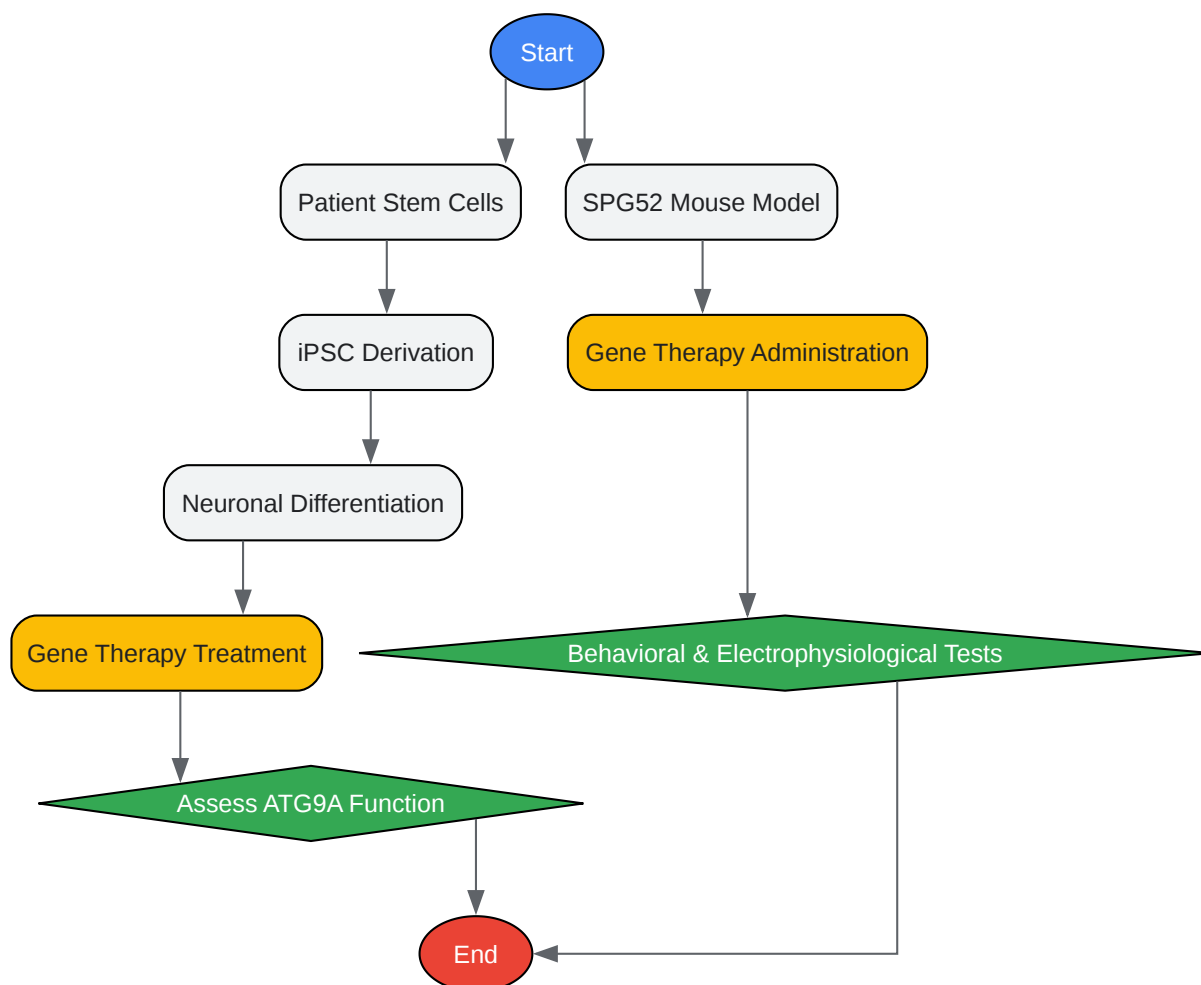 Start
Patient Stem Cells
SPG52 Mouse Model
iPSC Derivation
Gene Therapy Administration
Neuronal Differentiation
Gene Therapy Treatment
Behavioral & Electrophysiological Tests
Assess ATG9A Function
End